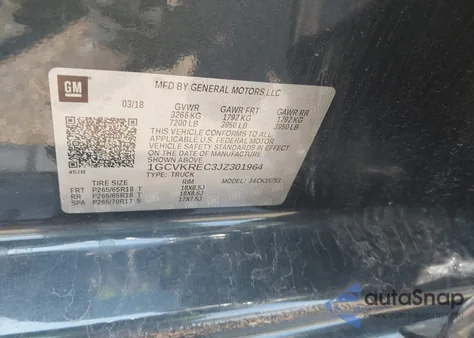 GM
MFD BY GENERAL MOTORS LLC
03/18 GVWR GAWR FRT GAWR RR
3266 KG 1792 KG 1792 KG
7200 LB 3950 LB 3950 LB
THIS VEHICLE CONFORMS TO ALL
APPLICABLE U.S. FEDERAL MOTOR
VEHICLE SAFETY STANDARDS IN EFFECT ON
THE DATE OF MANUFACTURE SHOWN ABOVE.
1GCVKREC3JZ301964
TYPE: TRUCK MODEL:
TIRE SIZE RIM
FRT P265/65R18 T 18X8.5J
RR P265/65R18 T 18X8.5J
SPA P265/70R17 S 17X7.5J
autoSnap